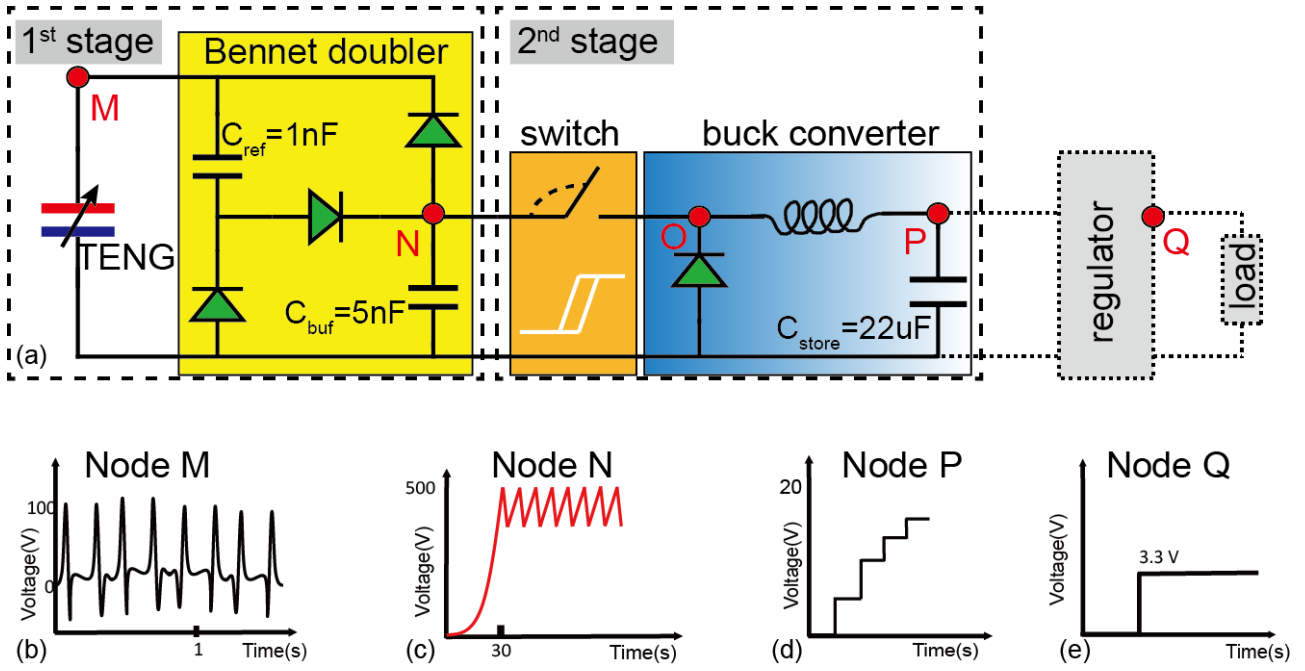 1st stage
Bennet doubler
2nd stage
M
Cref=1nF
switch
buck converter
TENG
N
O
P
Q
Cbuf=5nF
Cstore=22uF
regulator
load
(a)
Node M
Node N
Node P
Node Q
Voltage(V)
100
0
1
Time(s)
(b)
Voltage(V)
500
30
Time(s)
(c)
Voltage(V)
20
Time(s)
(d)
Voltage(V)
3.3 V
Time(s)
(e)